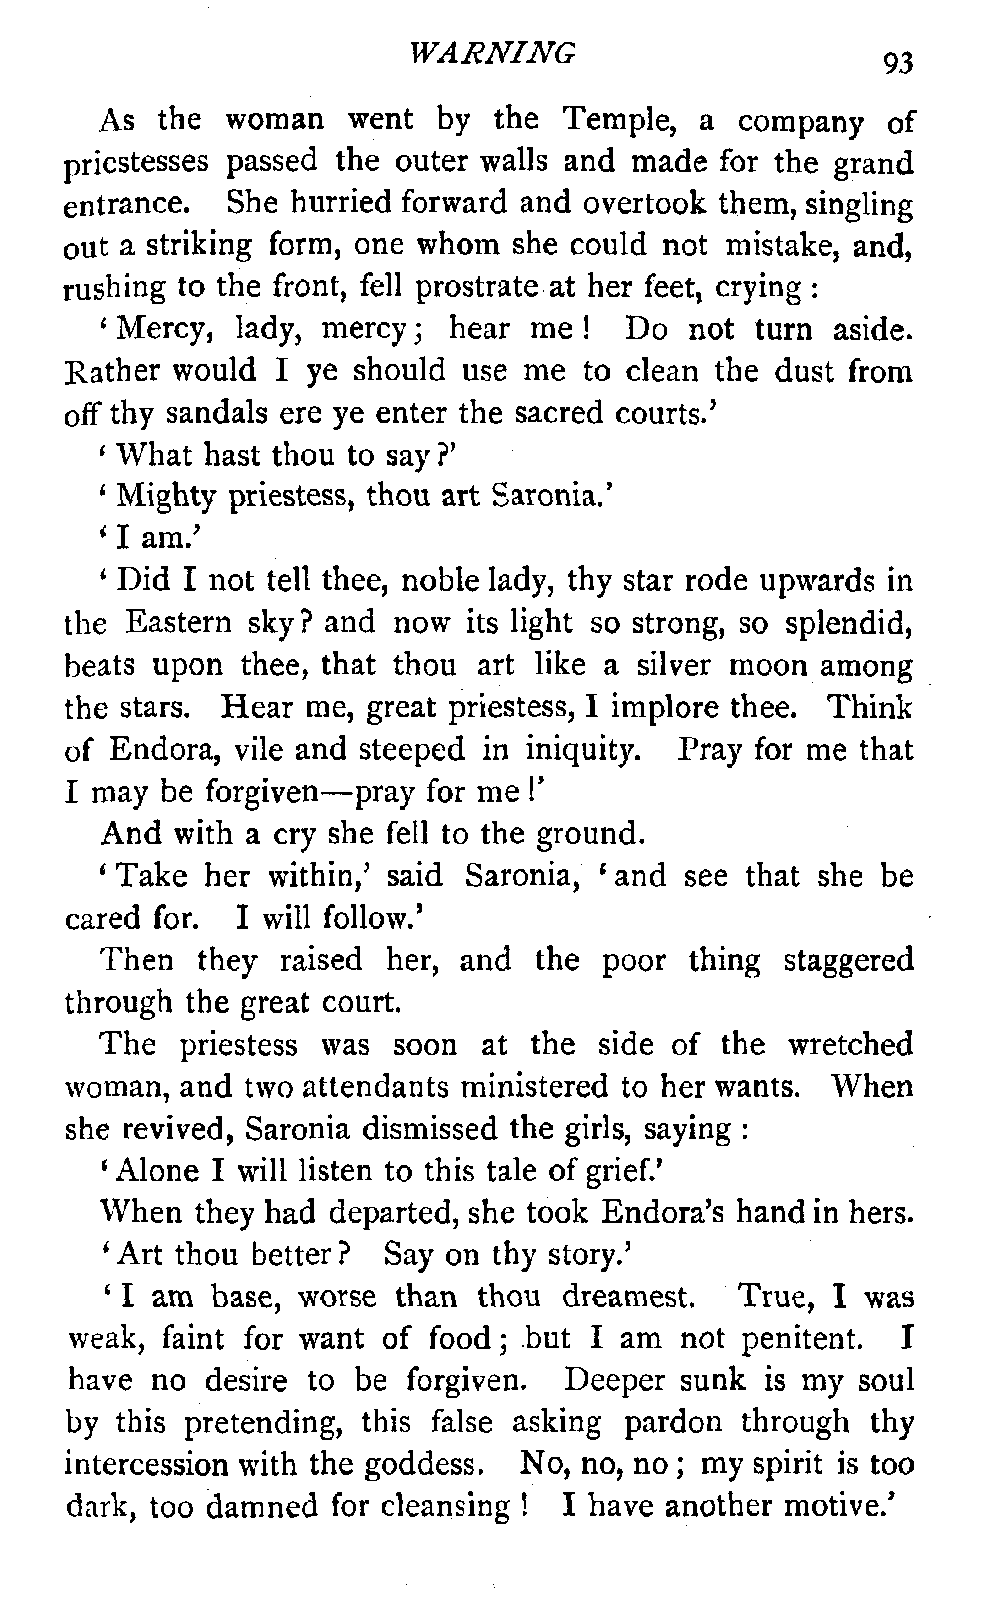 WARNING
93
As the woman went by the Temple, a company of
priestesses passed the outer walls and made for the grand
entrance. She hurried forward and overtook them, singling
out a striking form, one whom she could not mistake, and,
rushing to the front, fell prostrate at her feet, crying :
‘ Mercy, lady, mercy ; hear me ! Do not turn aside.
Rather would I ye should use me to clean the dust from
off thy sandals ere ye enter the sacred courts.’
‘ What hast thou to say ?’
‘ Mighty priestess, thou art Saronia.’
‘ I am.’
‘ Did I not tell thee, noble lady, thy star rode upwards in
the Eastern sky ? and now its light so strong, so splendid,
beats upon thee, that thou art like a silver moon among
the stars. Hear me, great priestess, I implore thee. Think
of Endora, vile and steeped in iniquity. Pray for me that
I may be forgiven—pray for me !’
And with a cry she fell to the ground.
‘ Take her within,’ said Saronia, ‘ and see that she be
cared for. I will follow.’
Then they raised her, and the poor thing staggered
through the great court.
The priestess was soon at the side of the wretched
woman, and two attendants ministered to her wants. When
she revived, Saronia dismissed the girls, saying :
‘ Alone I will listen to this tale of grief.’
When they had departed, she took Endora’s hand in hers.
‘ Art thou better ? Say on thy story.’
‘ I am base, worse than thou dreamest. True, I was
weak, faint for want of food ; but I am not penitent. I
have no desire to be forgiven. Deeper sunk is my soul
by this pretending, this false asking pardon through thy
intercession with the goddess. No, no, no ; my spirit is too
dark, too damned for cleansing ! I have another motive.’